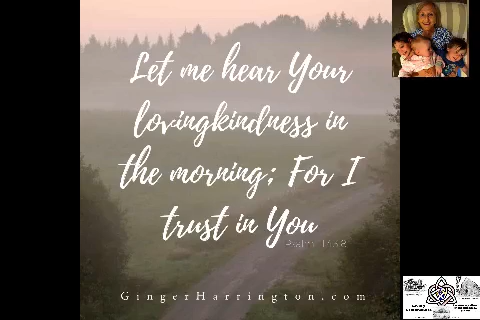 Let me hear Your
lovingkindness in
the morning; For I
trust in You
GingerHarrington.com